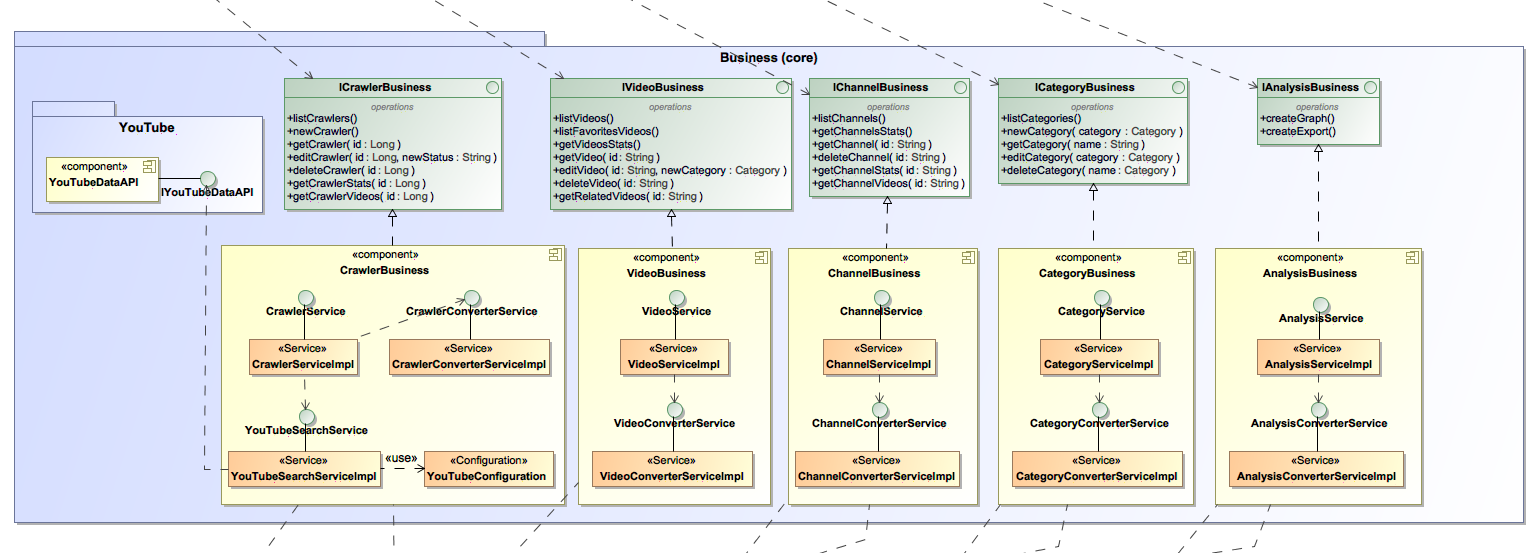 Business (core)
YouTube
«component»
YouTubeDataAPI
IYouTubeDataAPI
ICrawlerBusiness
operations
+listCrawlers()
+newCrawler()
+getCrawler( id : Long )
+editCrawler( id : Long, newStatus : String )
+deleteCrawler( id : Long )
+getCrawlerStats( id : Long )
+getCrawlerVideos( id : Long )
IVideoBusiness
operations
+listVideos()
+listFavoritesVideos()
+getVideosStats()
+getVideo( id : String )
+editVideo( id : String, newCategory : Category )
+deleteVideo( id : String )
+getRelatedVideos( id : String )
IChannelBusiness
operations
+listChannels()
+getChannelsStats()
+getChannel( id : String )
+deleteChannel( id : String )
+getChannelStats( id : String )
+getChannelVideos( id : String )
ICategoryBusiness
operations
+listCategories()
+newCategory( category : Category )
+getCategory( name : String )
+editCategory( category : Category )
+deleteCategory( name : Category )
IAnalysisBusiness
operations
+createGraph()
+createExport()
«component»
CrawlerBusiness
CrawlerService
CrawlerConverterService
«Service»
CrawlerServiceImpl
«Service»
CrawlerConverterServiceImpl
YouTubeSearchService
«Service»
YouTubeSearchServiceImpl
«use»
«Configuration»
YouTubeConfiguration
«component»
VideoBusiness
VideoService
«Service»
VideoServiceImpl
VideoConverterService
«Service»
VideoConverterServiceImpl
«component»
ChannelBusiness
ChannelService
«Service»
ChannelServiceImpl
ChannelConverterService
«Service»
ChannelConverterServiceImpl
«component»
CategoryBusiness
CategoryService
«Service»
CategoryServiceImpl
CategoryConverterService
«Service»
CategoryConverterServiceImpl
«component»
AnalysisBusiness
AnalysisService
«Service»
AnalysisServiceImpl
AnalysisConverterService
«Service»
AnalysisConverterServiceImpl